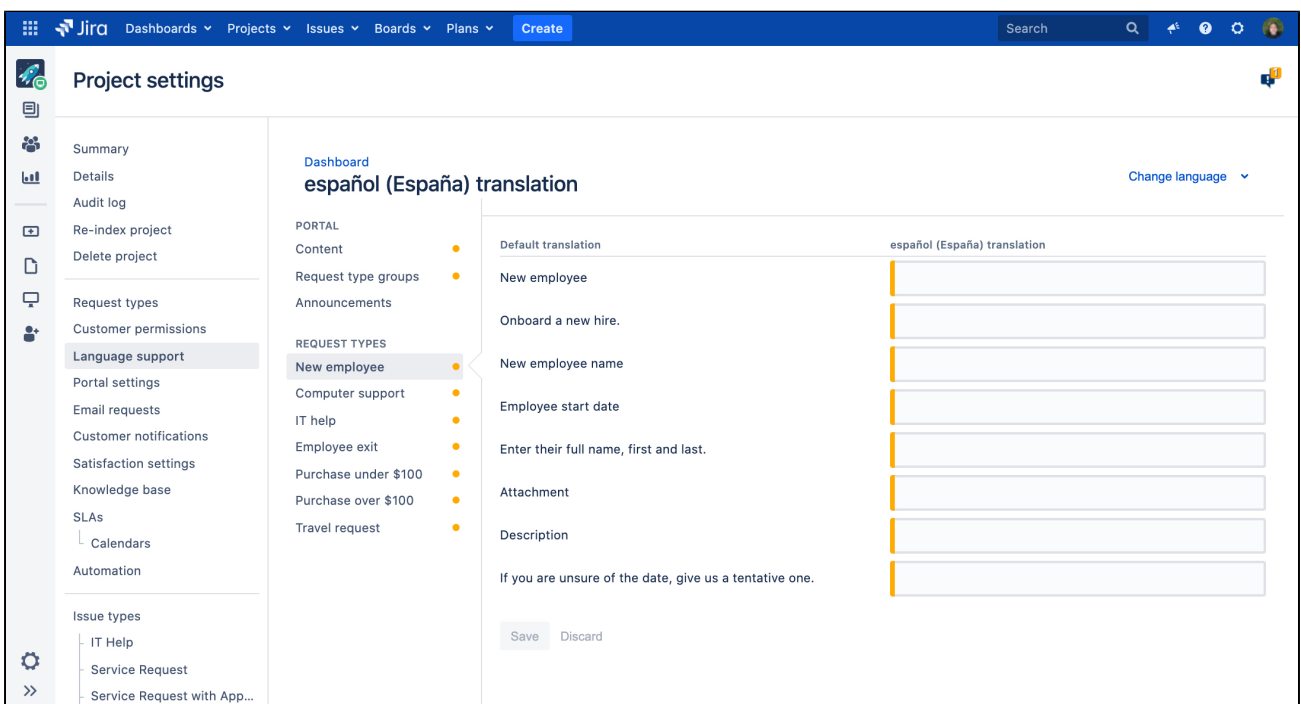 Jira Dashboards Projects Issues Boards Plans Create Search
Project settings
Summary
Details
Audit log
Re-index project
Delete project
Request types
Customer permissions
Language support
Portal settings
Email requests
Customer notifications
Satisfaction settings
Knowledge base
SLAs
Calendars
Automation
Issue types
IT Help
Service Request
Service Request with App...
Dashboard
español (España) translation
Change language
PORTAL
Content
Request type groups
Announcements
REQUEST TYPES
New employee
Computer support
IT help
Employee exit
Purchase under $100
Purchase over $100
Travel request
Default translation español (España) translation
New employee
Onboard a new hire.
New employee name
Employee start date
Enter their full name, first and last.
Attachment
Description
If you are unsure of the date, give us a tentative one.
Save Discard